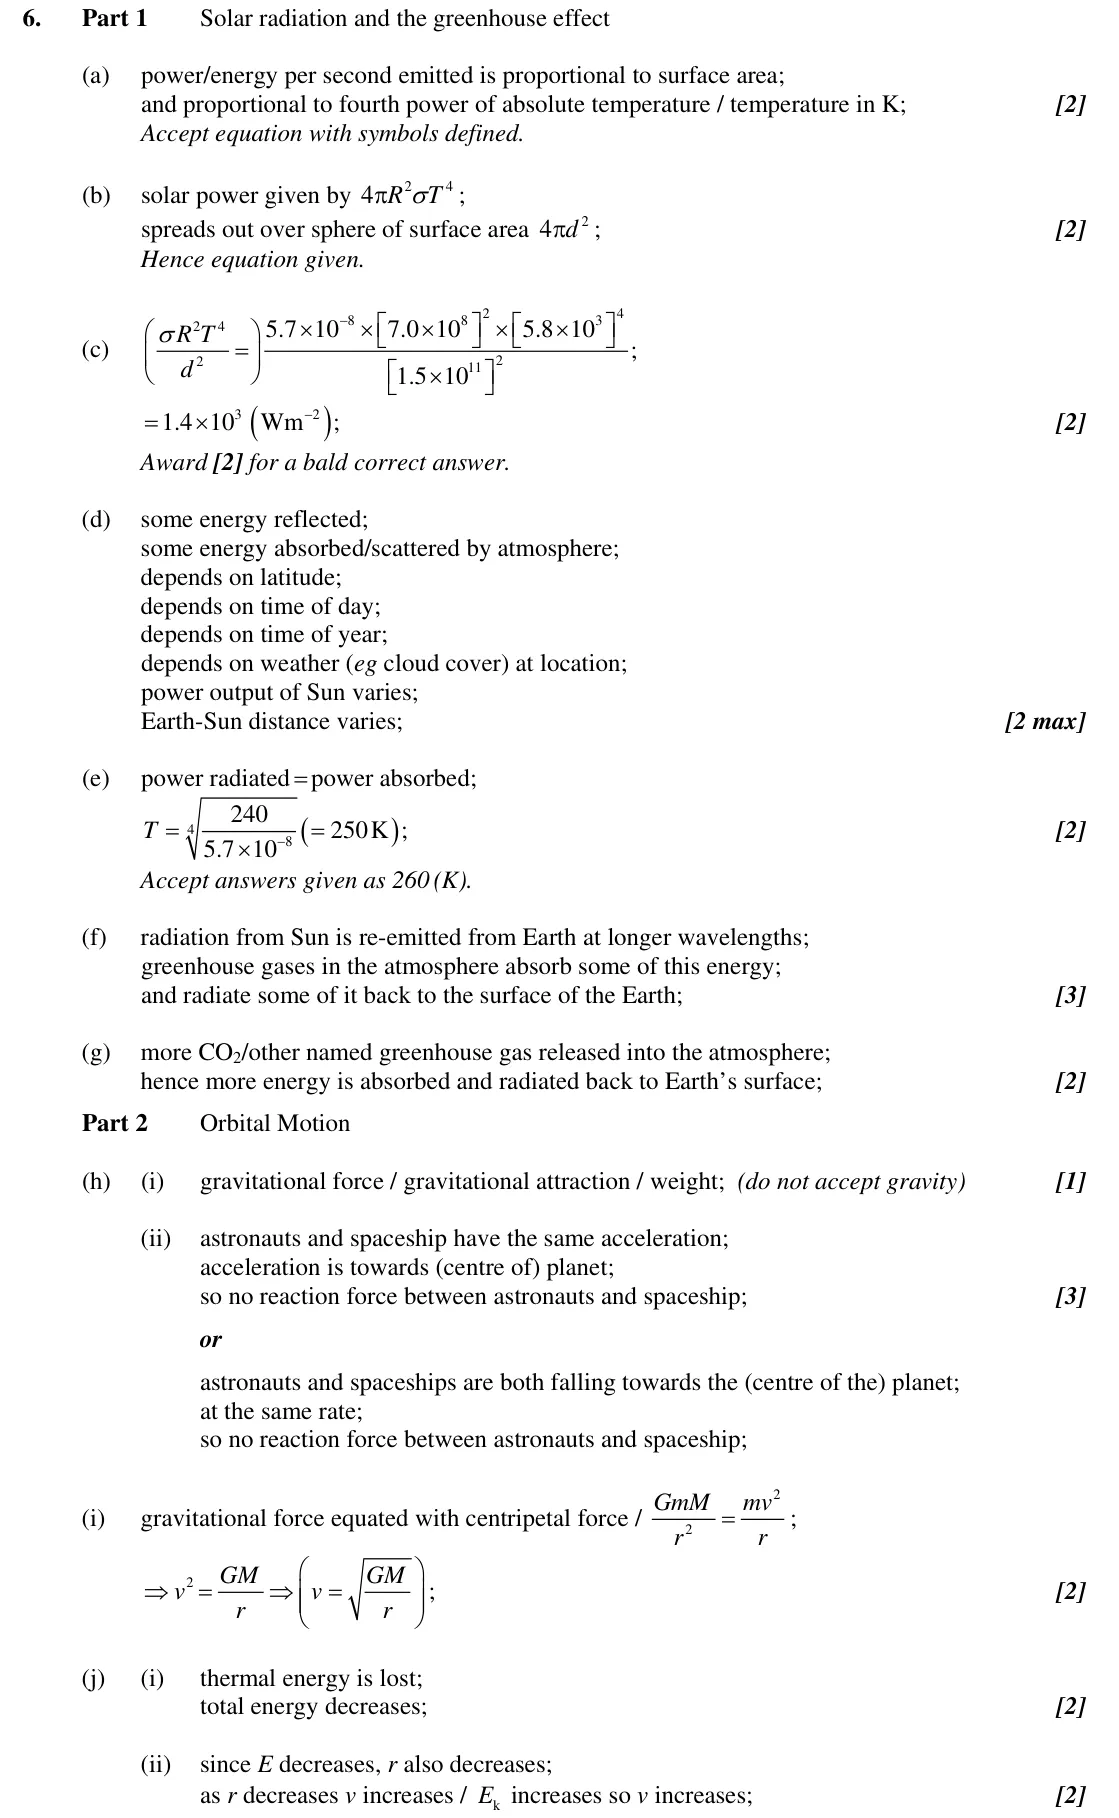 6. Part 1 Solar radiation and the greenhouse effect
(a) power/energy per second emitted is proportional to surface area;
and proportional to fourth power of absolute temperature / temperature in K; [2]
Accept equation with symbols defined.
(b) solar power given by 4πR²σT⁴ ;
spreads out over sphere of surface area 4πd² ; [2]
Hence equation given.
(c) (σR²T⁴/d² =) 5.7×10⁻⁸×[7.0×10⁸]²×[5.8×10³]⁴/[1.5×10¹¹]² ;
=1.4×10³ (Wm⁻²); [2]
Award [2] for a bald correct answer.
(d) some energy reflected;
some energy absorbed/scattered by atmosphere;
depends on latitude;
depends on time of day;
depends on time of year;
depends on weather (eg cloud cover) at location;
power output of Sun varies;
Earth-Sun distance varies; [2 max]
(e) power radiated=power absorbed;
T = ⁴√(240/5.7×10⁻⁸) (=250K); [2]
Accept answers given as 260(K).
(f) radiation from Sun is re-emitted from Earth at longer wavelengths;
greenhouse gases in the atmosphere absorb some of this energy;
and radiate some of it back to the surface of the Earth; [3]
(g) more CO₂/other named greenhouse gas released into the atmosphere;
hence more energy is absorbed and radiated back to Earth’s surface; [2]
Part 2 Orbital Motion
(h) (i) gravitational force / gravitational attraction / weight; (do not accept gravity) [1]
(ii) astronauts and spaceship have the same acceleration;
acceleration is towards (centre of) planet;
so no reaction force between astronauts and spaceship; [3]
or
astronauts and spaceships are both falling towards the (centre of the) planet;
at the same rate;
so no reaction force between astronauts and spaceship;
(i) gravitational force equated with centripetal force / GmM/r² = mv²/r ;
⇒ v² = GM/r ⇒ (v = √(GM/r)); [2]
(j) (i) thermal energy is lost;
total energy decreases; [2]
(ii) since E decreases, r also decreases;
as r decreases v increases / Eₖ increases so v increases; [2]